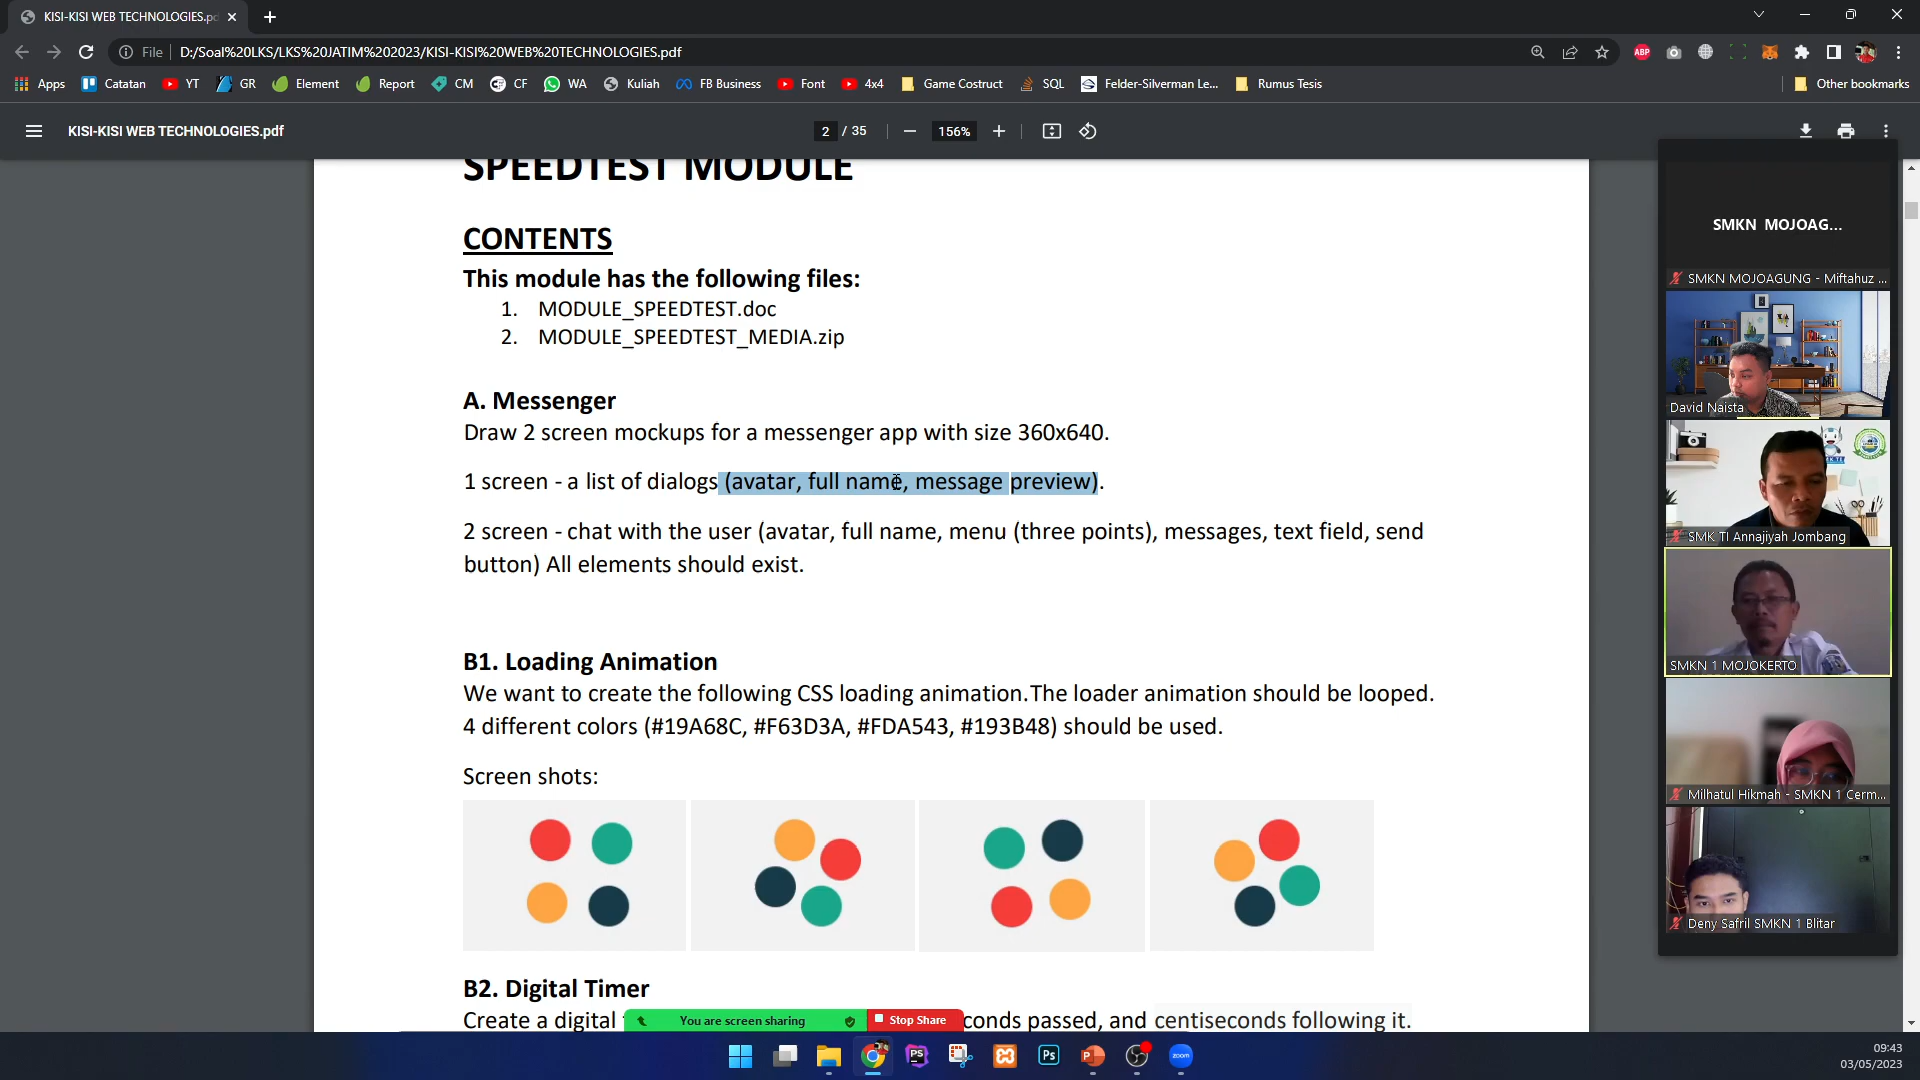 KISI-KISI WEB TECHNOLOGIES.pd
File
D:/Soal%20LKS/LKS%20JATIM%202023/KISI-KISI%20WEB%20TECHNOLOGIES.pdf
ABP
Apps
Catatan
YT
GR
Element
Report
CM
CF
WA
Kuliah
FB Business
Font
4x4
Game Costruct
SQL
Felder-Silverman Le...
Rumus Tesis
Other bookmarks
KISI-KISI WEB TECHNOLOGIES.pdf
2 / 35
156%
SPEEDTEST MODULE
CONTENTS
This module has the following files:
1. MODULE_SPEEDTEST.doc
2. MODULE_SPEEDTEST_MEDIA.zip
A. Messenger
Draw 2 screen mockups for a messenger app with size 360x640.
1 screen - a list of dialogs (avatar, full name, message preview).
2 screen - chat with the user (avatar, full name, menu (three points), messages, text field, send
button) All elements should exist.
B1. Loading Animation
We want to create the following CSS loading animation.The loader animation should be looped.
4 different colors (#19A68C, #F63D3A, #FDA543, #193B48) should be used.
Screen shots:
B2. Digital Timer
Create a digital
conds passed, and centiseconds following it.
You are screen sharing
Stop Share
SMKN MOJOAG...
SMKN MOJOAGUNG - Miftahuz ...
David Naista
SMK TI Annajiyah Jombang
SMKN 1 MOJOKERTO
Milhatul Hikmah - SMKN 1 Cerm...
Deny Safril SMKN 1 Blitar
PS
Ps
zoom
09:43
03/05/2023